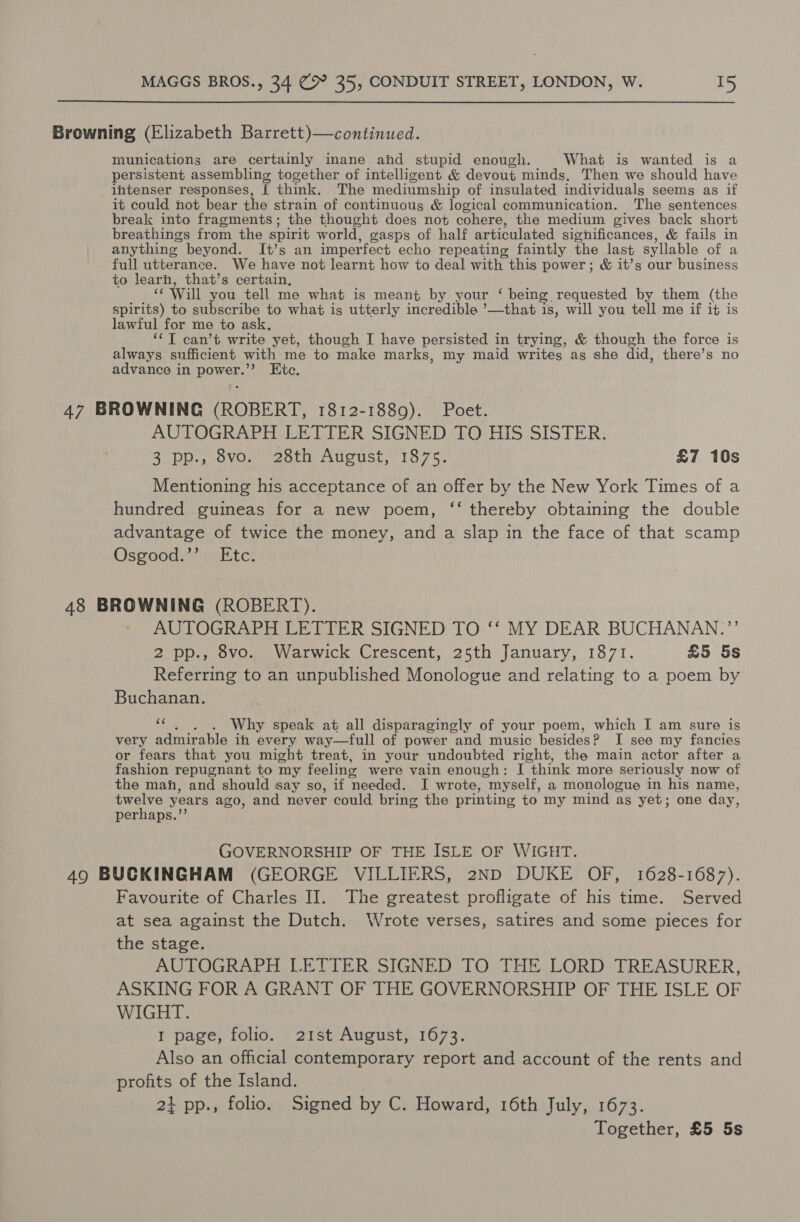 MAGGS BROS., 34 & 35, CONDUIT STREET, LONDON, W. 15
Browning (Elizabeth Barrett)—continued.
munications are certainly inane and stupid enough. What is wanted is a
persistent assembling together of intelligent & devout minds. Then we should have
intenser responses, I think. The mediumship of insulated individuals seems as if
it could not bear the strain of continuous & logical communication. The sentences
break into fragments; the thought does not cohere, the medium gives back short
breathings from the spirit world, gasps of half articulated significances, & fails in
anything beyond. It's an imperfect echo repeating faintly the last syllable of a
full utterance. We have not learnt how to deal with this power; & it's our business
to learn, that's certain.
“Will you tell me what is meant by your ‘ being requested by them (the
spirits) to subscribe to what is utterly incredible ’—that is, will you tell me if it is
lawful for me to ask.
“I can't write yet, though I have persisted in trying, & though the force is
always sufficient with me to make marks, my maid writes as she did, there's no
advance in power.” Etc.
47 BROWNING (ROBERT, 1812-1889). Poet.
AUTOGRAPH LETTER SIGNED TO HIS SISTER.
3 pp., 8vo. 28th August, 1875. £7 10s
Mentioning his acceptance of an offer by the New York Times of a
hundred guineas for a new poem, “ thereby obtaining the double
advantage of twice the money, and a slap in the face of that scamp
Osgood.” Etc.
48 BROWNING (ROBERT).
AUTOGRAPH LETTER SIGNED TO “ MY DEAR BUCHANAN.”
2 pp., 8vo. Warwick Crescent, 25th January, 1871. £5 5s
Referring to an unpublished Monologue and relating to a poem by
Buchanan.
“. . . Why speak at all disparagingly of your poem, which I am sure is
very admirable in every way—full of power and music besides? I see my fancies
or fears that you might treat, in your undoubted right, the main actor after a
fashion repugnant to my feeling were vain enough: I think more seriously now of
the man, and should say so, if needed. I wrote, myself, a monologue in his name,
twelve years ago, and never could bring the printing to my mind as yet; one day,
perhaps.”
GOVERNORSHIP OF THE ISLE OF WIGHT.
49 BUCKINGHAM (GEORGE VILLIERS, 2ND DUKE OF, 1628-1687).
Favourite of Charles II. The greatest profligate of his time. Served
at sea against the Dutch. Wrote verses, satires and some pieces for
the stage.
AUTOGRAPH LETTER SIGNED TO THE LORD TREASURER,
ASKING FOR A GRANT OF THE GOVERNORSHIP OF THE ISLE OF
WIGHT.
1 page, folio. 21st August, 1673.
Also an official contemporary report and account of the rents and
profits of the Island.
2¼ pp., folio. Signed by C. Howard, 16th July, 1673.
Together, £5 5s